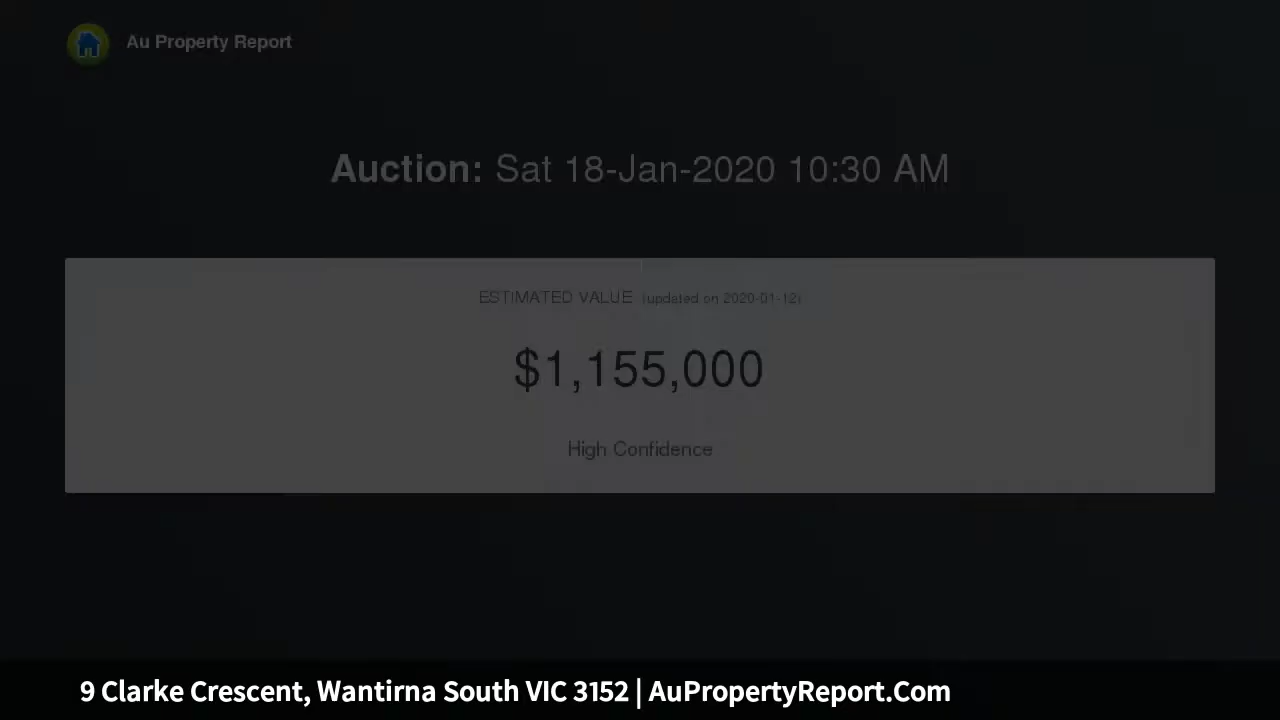 Au Property Report
Auction: Sat 18-Jan-2020 10:30 AM
ESTIMATED VALUE (updated on 2020-01-12)
$1,155,000
High Confidence
9 Clarke Crescent, Wantirna South VIC 3152 | AuPropertyReport.Com